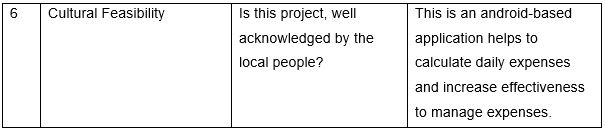 6 Cultural Feasibility Is this project, well This is an android-based
acknowledged by the application helps to
local people? calculate daily expenses
and increase effectiveness
to manage expenses.